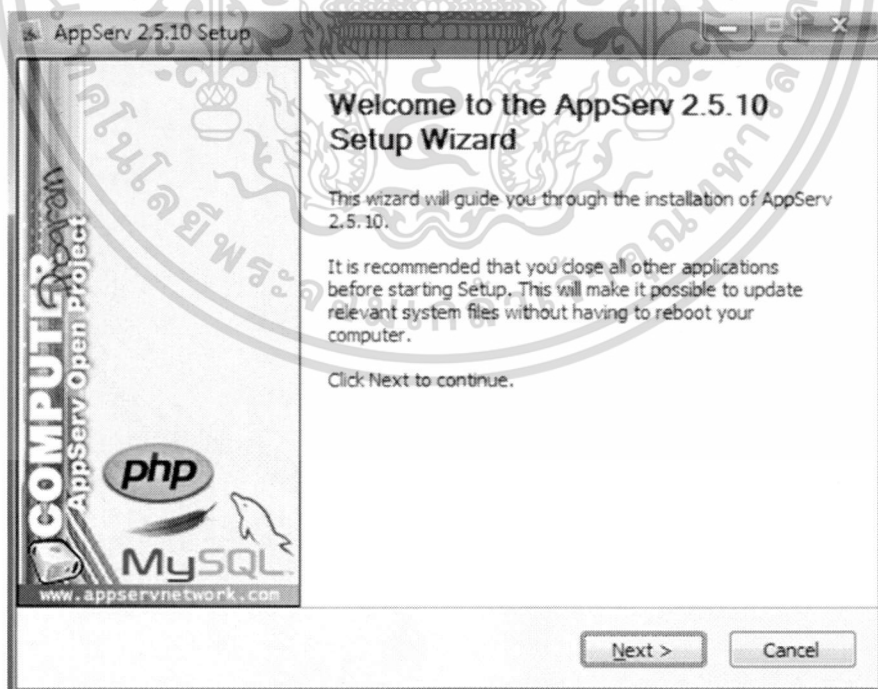 AppServ 2.5.10 Setup
Welcome to the AppServ 2.5.10
Setup Wizard
This wizard will guide you through the installation of AppServ
2.5.10.
It is recommended that you close all other applications
before starting Setup. This will make it possible to update
relevant system files without having to reboot your
computer.
Click Next to continue.
COMPUTER
Program
AppServ Open Project
php
MySQL
www.appservnetwork.com
Next >
Cancel